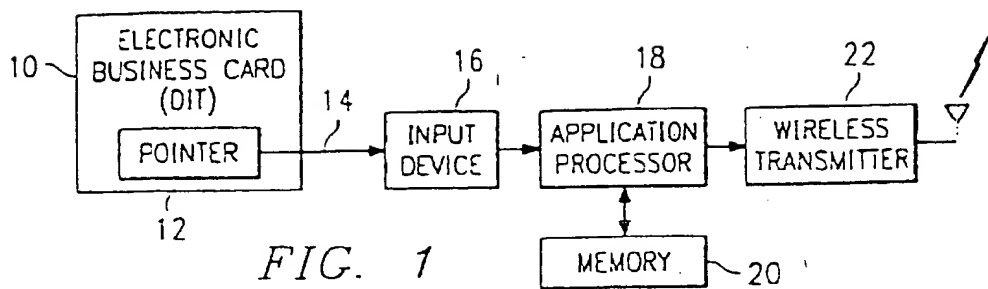 10
ELECTRONIC
BUSINESS CARD
(DIT)
POINTER
12
14
16
INPUT
DEVICE
18
APPLICATION
PROCESSOR
22
WIRELESS
TRANSMITTER
MEMORY
20
FIG. 1